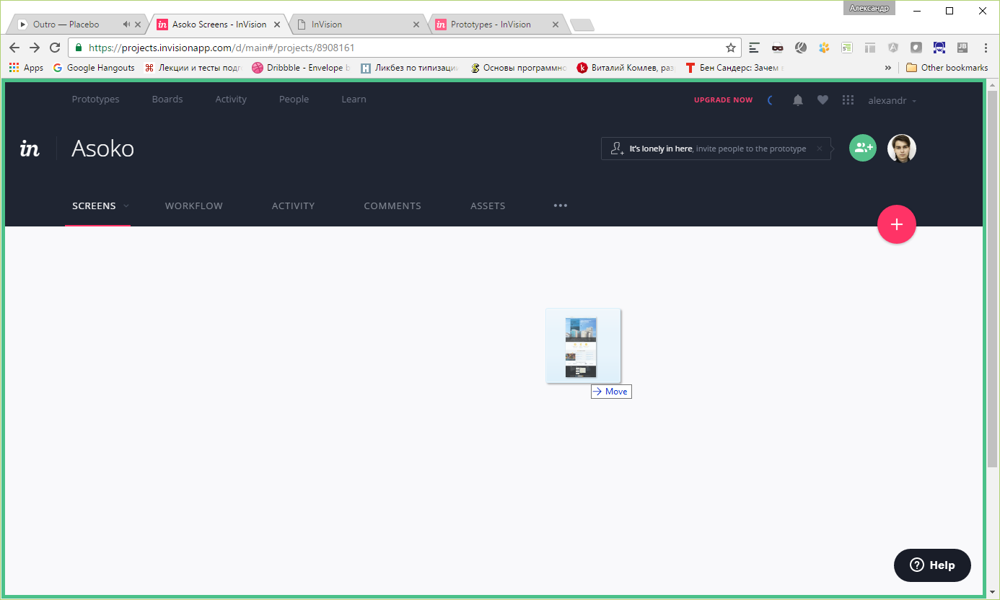 Александр
Outro — Placebo
Asoko Screens - InVision
InVision
Prototypes - InVision
https://projects.invisionapp.com/d/main#/projects/8908161
Apps
Google Hangouts
Лекции и тесты подг
Dribbble - Envelope b
Ликбез по типизации
Основы программно
Виталий Комлев, раз
Бен Сандерс: Зачем
»
Other bookmarks
Prototypes
Boards
Activity
People
Learn
UPGRADE NOW
alexandr
in
Asoko
It's lonely in here, invite people to the prototype
SCREENS
WORKFLOW
ACTIVITY
COMMENTS
ASSETS
Move
Help